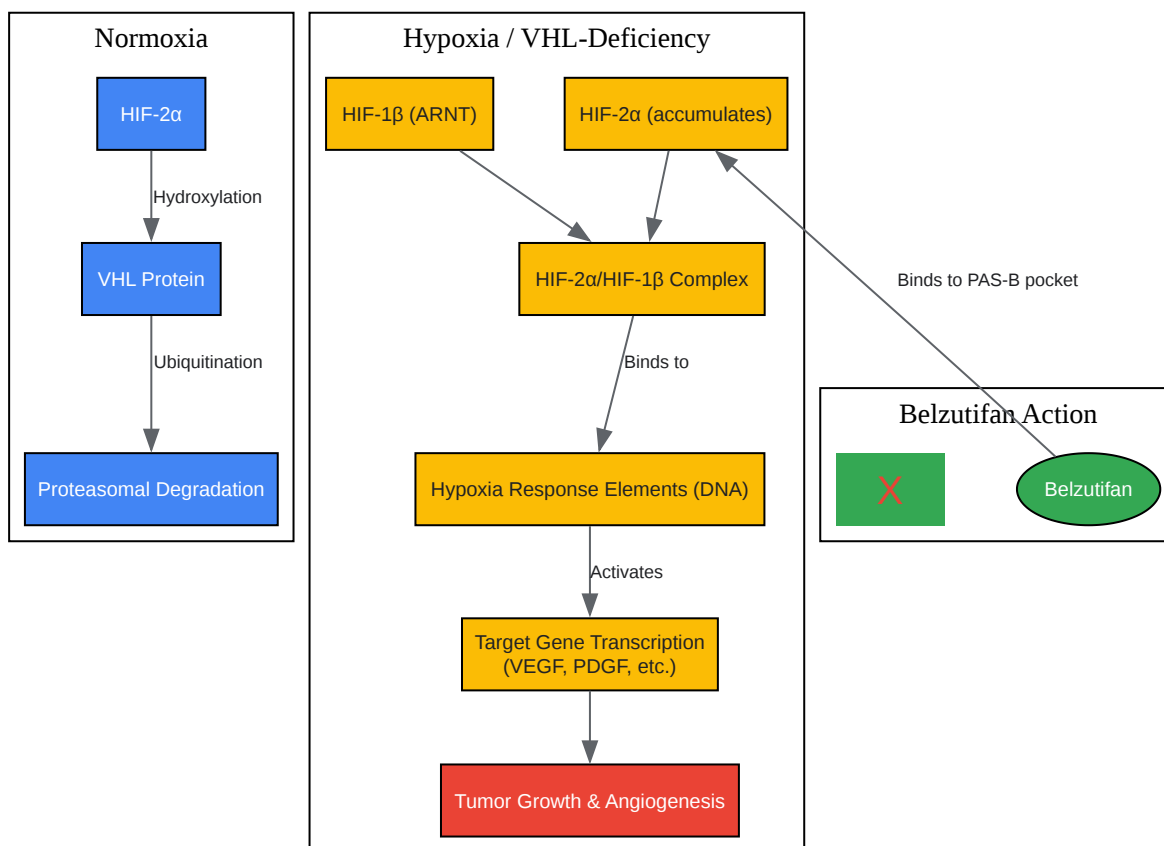 Normoxia
HIF-2α
Hydroxylation
VHL Protein
Ubiquitination
Proteasomal Degradation
Hypoxia / VHL-Deficiency
HIF-1β (ARNT)
HIF-2α (accumulates)
HIF-2α/HIF-1β Complex
Binds to
Hypoxia Response Elements (DNA)
Activates
Target Gene Transcription
(VEGF, PDGF, etc.)
Tumor Growth & Angiogenesis
Binds to PAS-B pocket
Belzutifan Action
X
Belzutifan